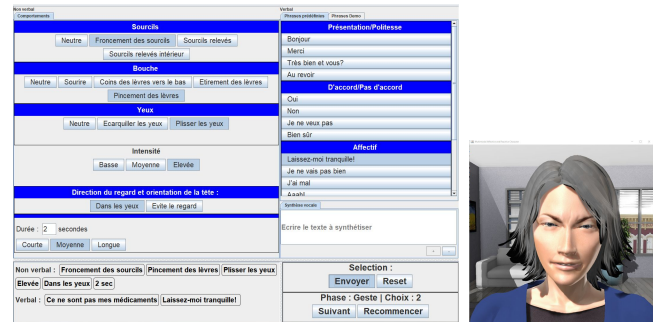 Non verbal
Comportements
Sourcils
Neutre Froncement des sourcils Sourcils relevés
Sourcils relevés intérieur
Bouche
Neutre Sourire Coins des lèvres vers le bas Etirement des lèvres
Pincement des lèvres
Yeux
Neutre Ecarquiller les yeux Plisser les yeux
Intensité
Basse Moyenne Elevée
Direction du regard et orientation de la tête :
Dans les yeux Evite le regard
Durée : 2 secondes
Courte Moyenne Longue
Verbal
Phrases prédéfinies Phrases Demo
Présentation/Politesse
Bonjour
Merci
Très bien et vous?
Au revoir
D'accord/Pas d'accord
Oui
Non
Je ne veux pas
Bien sûr
Affectif
Laissez-moi tranquille!
Je ne vais pas bien
J'ai mal
Aaah!
Synthèse vocale
Ecrire le texte à synthétiser
Non verbal : Froncement des sourcils Pincement des lèvres Plisser les yeux
Elevée Dans les yeux 2 sec
Verbal : Ce ne sont pas mes médicaments Laissez-moi tranquille!
Selection :
Envoyer Reset
Phase : Geste | Choix : 2
Suivant Recommencer